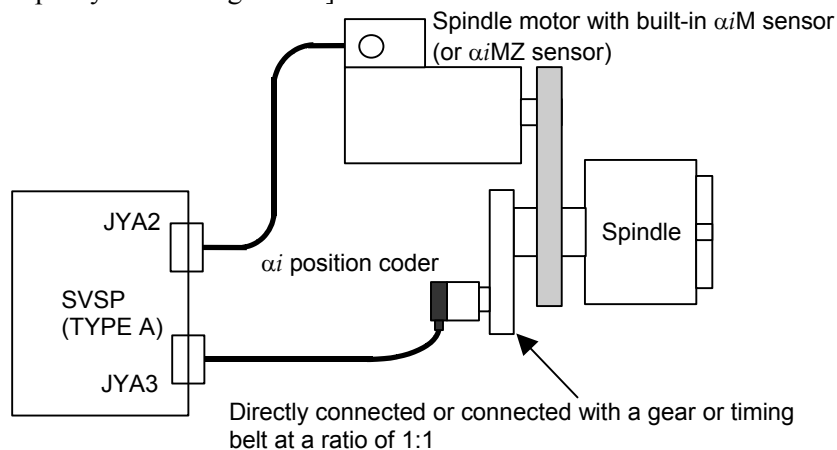 Spindle motor with built-in αiM sensor
(or αiMZ sensor)
JYA2
αi position coder
Spindle
SVSP
(TYPE A)
JYA3
Directly connected or connected with a gear or timing
belt at a ratio of 1:1